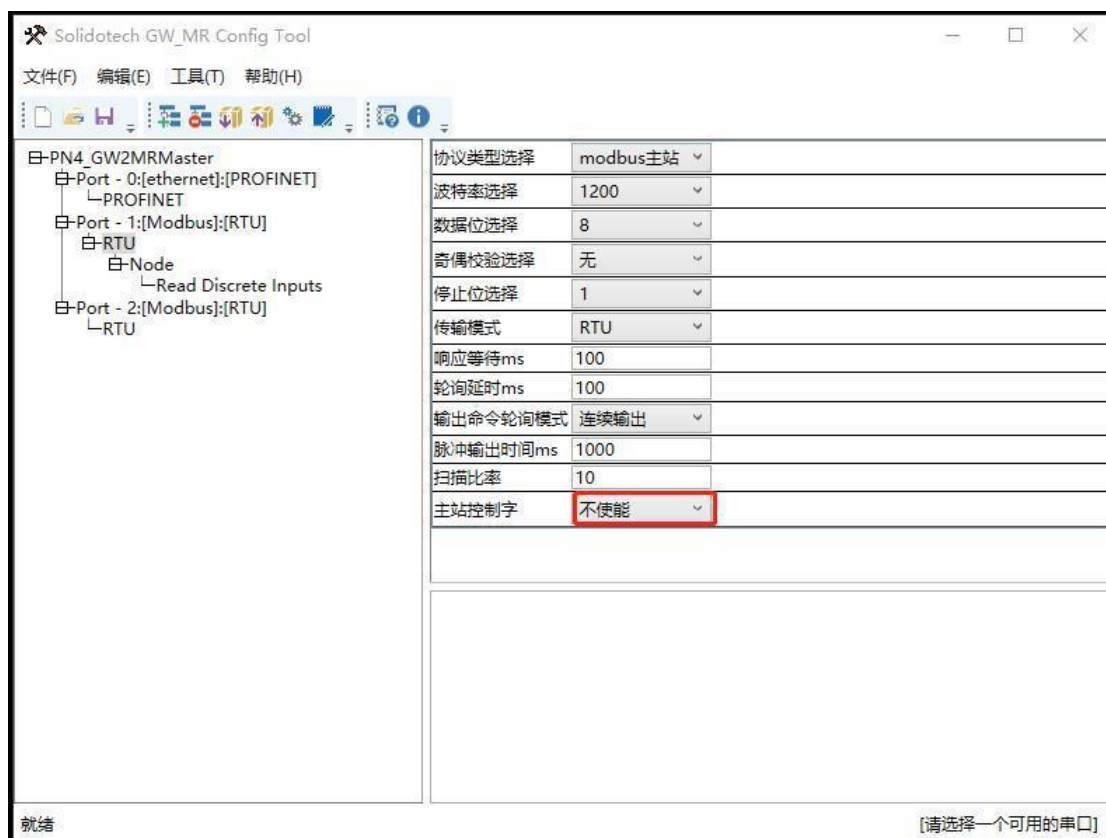 Solidotech GW_MR Config Tool
文件(F) 编辑(E) 工具(T) 帮助(H)
PN4_GW2MRMaster
Port - 0:[ethernet]:[PROFINET]
PROFINET
Port - 1:[Modbus]:[RTU]
RTU
Node
Read Discrete Inputs
Port - 2:[Modbus]:[RTU]
RTU
协议类型选择 modbus主站
波特率选择 1200
数据位选择 8
奇偶校验选择 无
停止位选择 1
传输模式 RTU
响应等待ms 100
轮询延时ms 100
输出命令轮询模式 连续输出
脉冲输出时间ms 1000
扫描比率 10
主站控制字 不使能
就绪 [请选择一个可用的串口]